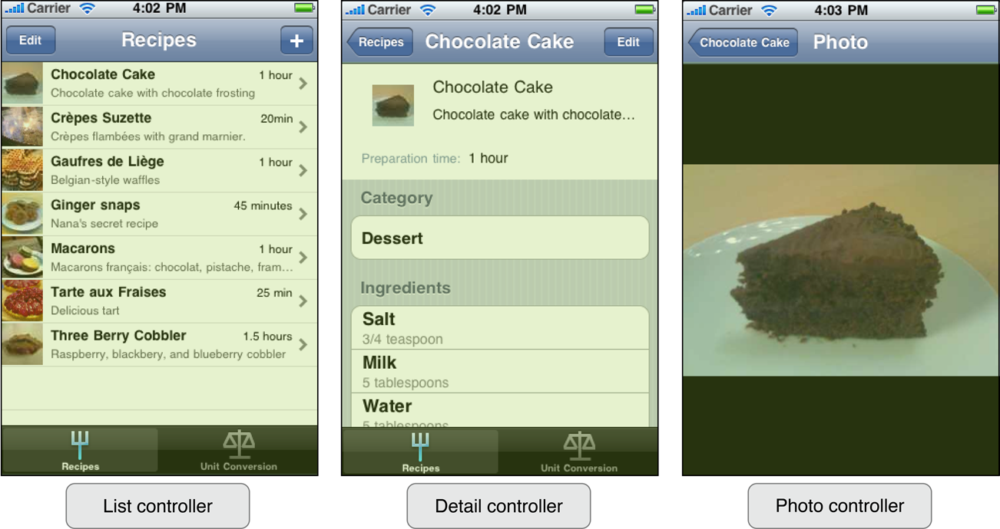 Carrier 4:02 PM
Edit Recipes +
Chocolate Cake 1 hour
Chocolate cake with chocolate frosting
Crèpes Suzette 20min
Crèpes flambées with grand marnier.
Gaufres de Liège 1 hour
Belgian-style waffles
Ginger snaps 45 minutes
Nana's secret recipe
Macarons 1 hour
Macarons français: chocolat, pistache, fram...
Tarte aux Fraises 25 min
Delicious tart
Three Berry Cobbler 1.5 hours
Raspberry, blackbery, and blueberry cobbler
Recipes Unit Conversion
List controller
Carrier 4:02 PM
Recipes Chocolate Cake Edit
Chocolate Cake
Chocolate cake with chocolate...
Preparation time: 1 hour
Category
Dessert
Ingredients
Salt
3/4 teaspoon
Milk
5 tablespoons
Water
5 tablespoons
Recipes Unit Conversion
Detail controller
Carrier 4:03 PM
Chocolate Cake Photo
Photo controller